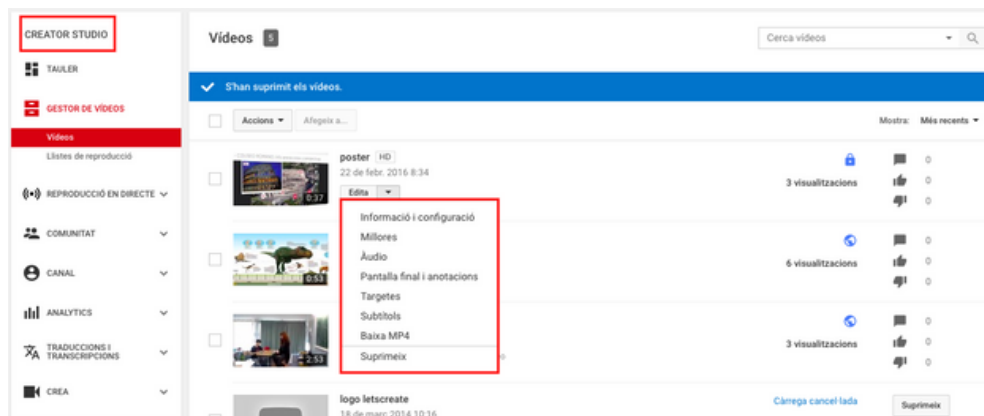 CREATOR STUDIO
TAULER
GESTOR DE VÍDEOS
Vídeos
Llistes de reproducció
REPRODUCCIÓ EN DIRECTE
COMUNITAT
CANAL
ANALYTICS
TRADUCCIONS I
TRANSCRIPCIONS
CREA
Vídeos 5
Cerca vídeos
S'han suprimit els vídeos.
Accions Afegeix a...
Mostra: Més recents
poster HD
22 de febr. 2016 8:34
Edita
0:37
3 visualitzacions
0
0
0
Informació i configuració
Millores
Àudio
Pantalla final i anotacions
Targetes
Subtítols
Baixa MP4
Suprimeix
0:53
6 visualitzacions
0
0
0
2:53
3 visualitzacions
0
0
0
logo letscreate
18 de març 2014 10:16
Càrrega cancel·lada
Suprimeix